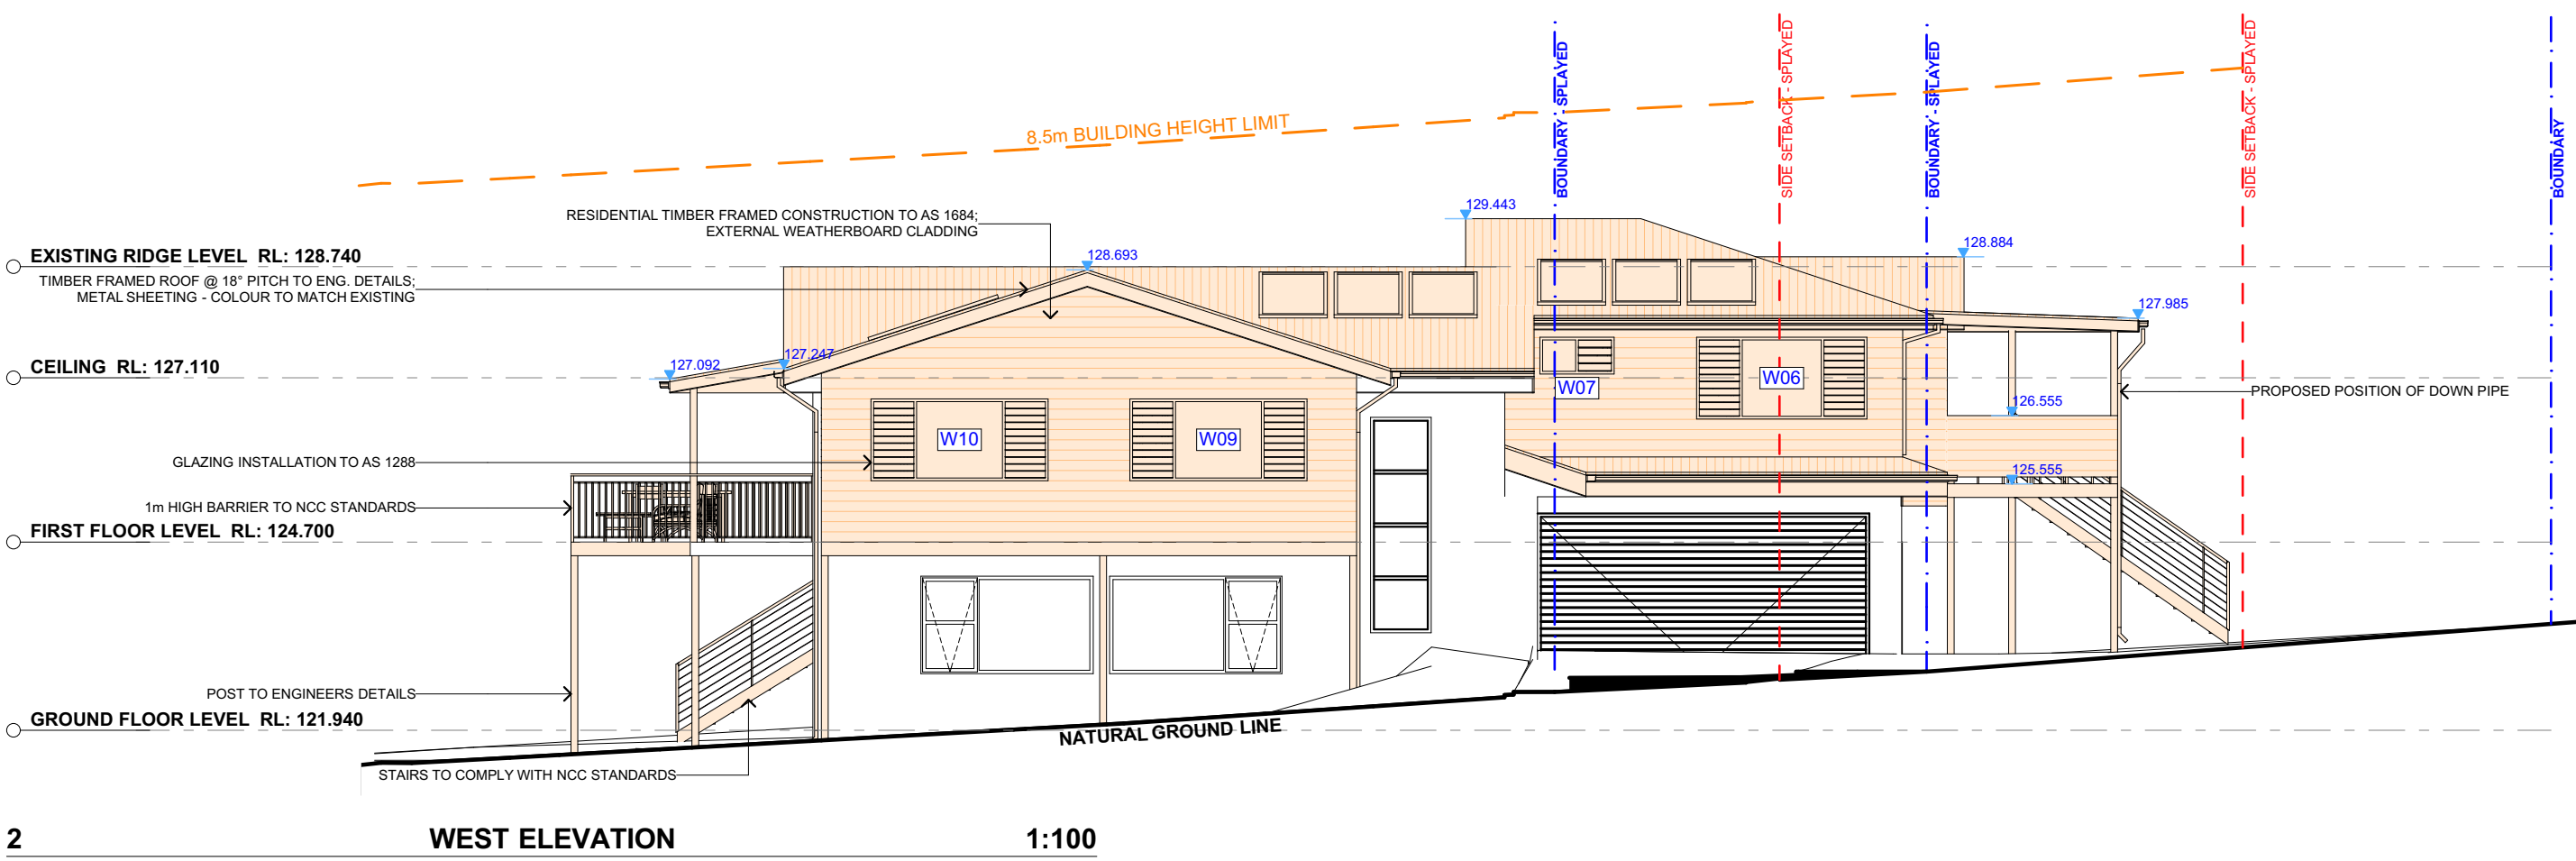 BOUNDARY - SPLAYED
SIDE SETBACK - SPLAYED
BOUNDARY - SPLAYED
SIDE SETBACK - SPLAYED
BOUNDARY
8.5m BUILDING HEIGHT LIMIT
RESIDENTIAL TIMBER FRAMED CONSTRUCTION TO AS 1684;
EXTERNAL WEATHERBOARD CLADDING
129.443
128.884
128.693
EXISTING RIDGE LEVEL RL: 128.740
TIMBER FRAMED ROOF @ 18° PITCH TO ENG. DETAILS;
METAL SHEETING - COLOUR TO MATCH EXISTING
127.985
127.247
127.092
CEILING RL: 127.110
W07
W06
PROPOSED POSITION OF DOWN PIPE
126.555
W10
W09
GLAZING INSTALLATION TO AS 1288
125.555
1m HIGH BARRIER TO NCC STANDARDS
FIRST FLOOR LEVEL RL: 124.700
POST TO ENGINEERS DETAILS
GROUND FLOOR LEVEL RL: 121.940
NATURAL GROUND LINE
STAIRS TO COMPLY WITH NCC STANDARDS
2 WEST ELEVATION 1:100